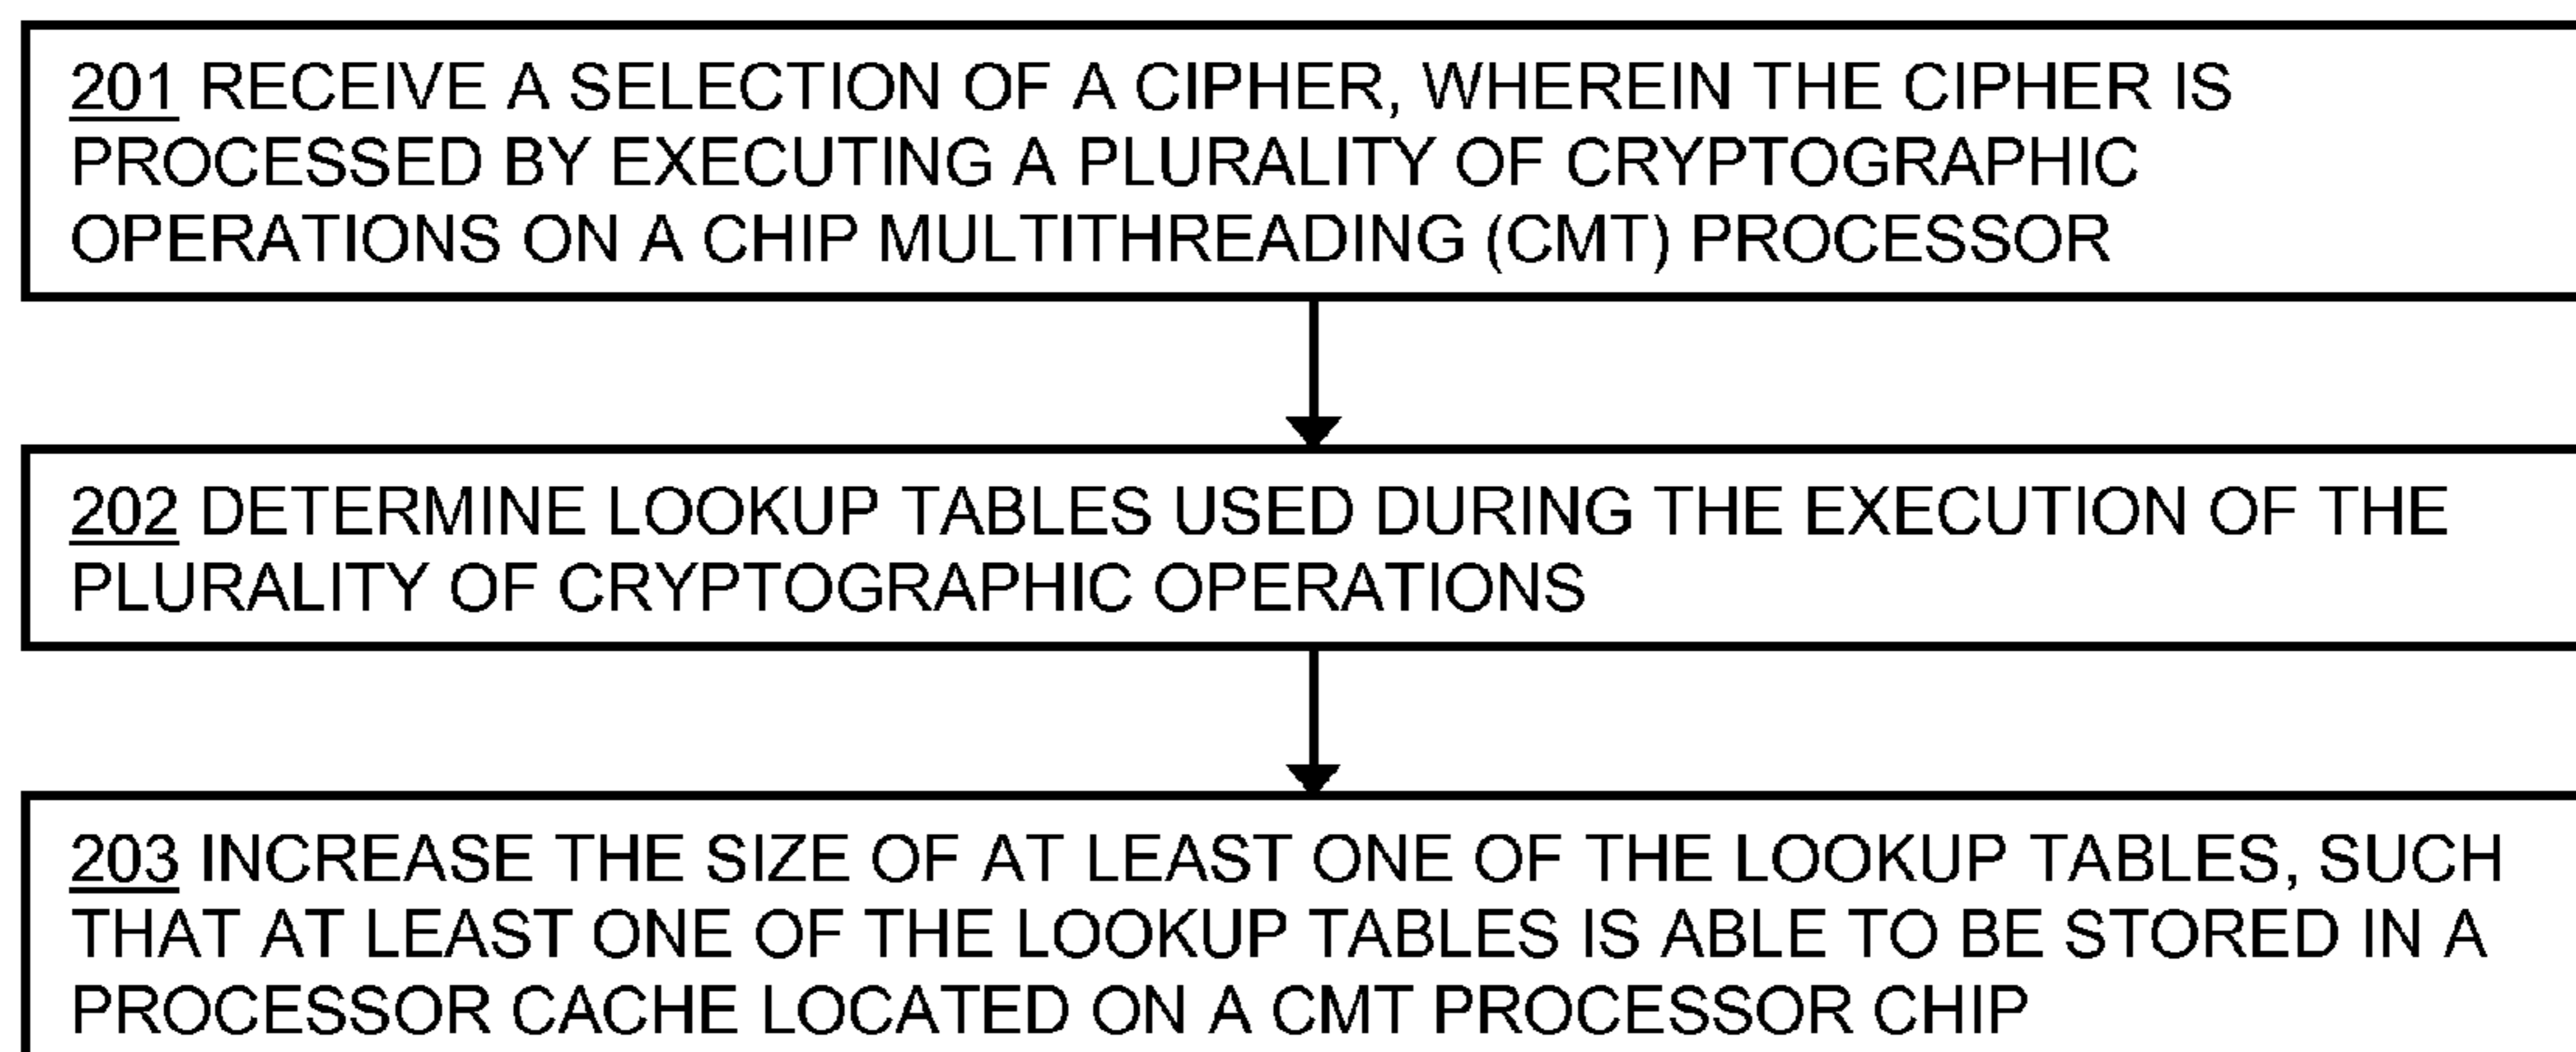 201 RECEIVE A SELECTION OF A CIPHER, WHEREIN THE CIPHER IS
PROCESSED BY EXECUTING A PLURALITY OF CRYPTOGRAPHIC
OPERATIONS ON A CHIP MULTITHREADING (CMT) PROCESSOR
202 DETERMINE LOOKUP TABLES USED DURING THE EXECUTION OF THE
PLURALITY OF CRYPTOGRAPHIC OPERATIONS
203 INCREASE THE SIZE OF AT LEAST ONE OF THE LOOKUP TABLES, SUCH
THAT AT LEAST ONE OF THE LOOKUP TABLES IS ABLE TO BE STORED IN A
PROCESSOR CACHE LOCATED ON A CMT PROCESSOR CHIP